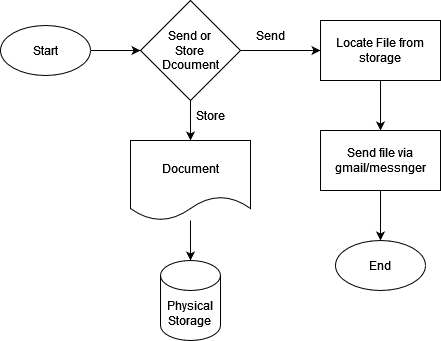 Start
Send or
Store
Dcoument
Send
Locate File from
storage
Store
Document
Send file via
gmail/messnger
End
Physical
Storage